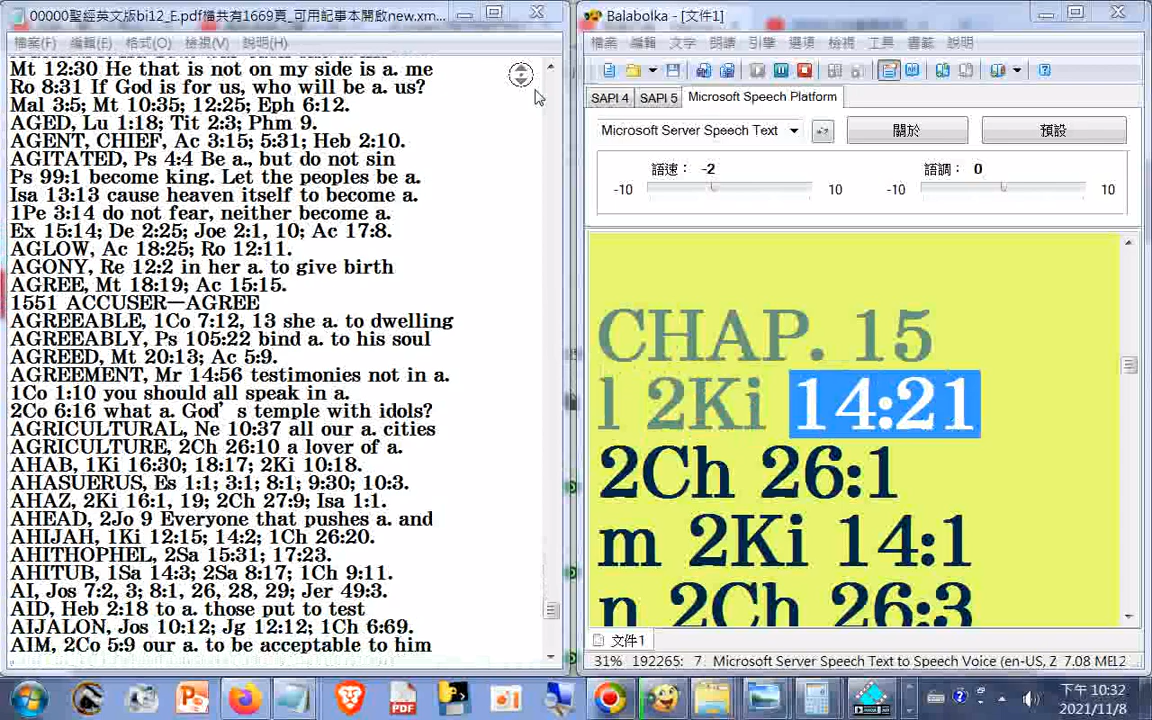 00000聖經英文版bi12_E.pdf檔共有1669頁_可用記事本開啟new.xm...
檔案(F) 編輯(E) 格式(O) 檢視(V) 說明(H)
Mt 12:30 He that is not on my side is a. me
Ro 8:31 If God is for us, who will be a. us?
Mal 3:5; Mt 10:35; 12:25; Eph 6:12.
AGED, Lu 1:18; Tit 2:3; Phm 9.
AGENT, CHIEF, Ac 3:15; 5:31; Heb 2:10.
AGITATED, Ps 4:4 Be a., but do not sin
Ps 99:1 become king. Let the peoples be a.
Isa 13:13 cause heaven itself to become a.
1Pe 3:14 do not fear, neither become a.
Ex 15:14; De 2:25; Joe 2:1, 10; Ac 17:8.
AGLOW, Ac 18:25; Ro 12:11.
AGONY, Re 12:2 in her a. to give birth
AGREE, Mt 18:19; Ac 15:15.
1551 ACCUSER—AGREE
AGREEABLE, 1Co 7:12, 13 she a. to dwelling
AGREEABLY, Ps 105:22 bind a. to his soul
AGREED, Mt 20:13; Ac 5:9.
AGREEMENT, Mr 14:56 testimonies not in a.
1Co 1:10 you should all speak in a.
2Co 6:16 what a. God’s temple with idols?
AGRICULTURAL, Ne 10:37 all our a. cities
AGRICULTURE, 2Ch 26:10 a lover of a.
AHAB, 1Ki 16:30; 18:17; 2Ki 10:18.
AHASUERUS, Es 1:1; 3:1; 8:1; 9:30; 10:3.
AHAZ, 2Ki 16:1, 19; 2Ch 27:9; Isa 1:1.
AHEAD, 2Jo 9 Everyone that pushes a. and
AHIJAH, 1Ki 12:15; 14:2; 1Ch 26:20.
AHITHOPHEL, 2Sa 15:31; 17:23.
AHITUB, 1Sa 14:3; 2Sa 8:17; 1Ch 9:11.
AI, Jos 7:2, 3; 8:1, 26, 28, 29; Jer 49:3.
AID, Heb 2:18 to a. those put to test
AIJALON, Jos 10:12; Jg 12:12; 1Ch 6:69.
AIM, 2Co 5:9 our a. to be acceptable to him
Balabolka - [文件1]
檔案 編輯 文字 朗讀 引擎 選項 檢視 工具 書籤 說明
SAPI 4 SAPI 5 Microsoft Speech Platform
Microsoft Server Speech Text 關於 預設
語速： -2 語調： 0
-10 10 -10 10
CHAP. 15
l 2Ki 14:21
2Ch 26:1
m 2Ki 14:1
n 2Ch 26:3
文件1
31% 192265: 7 Microsoft Server Speech Text to Speech Voice (en-US, Z 7.08 ME12
PDF
下午 10:32
2021/11/8